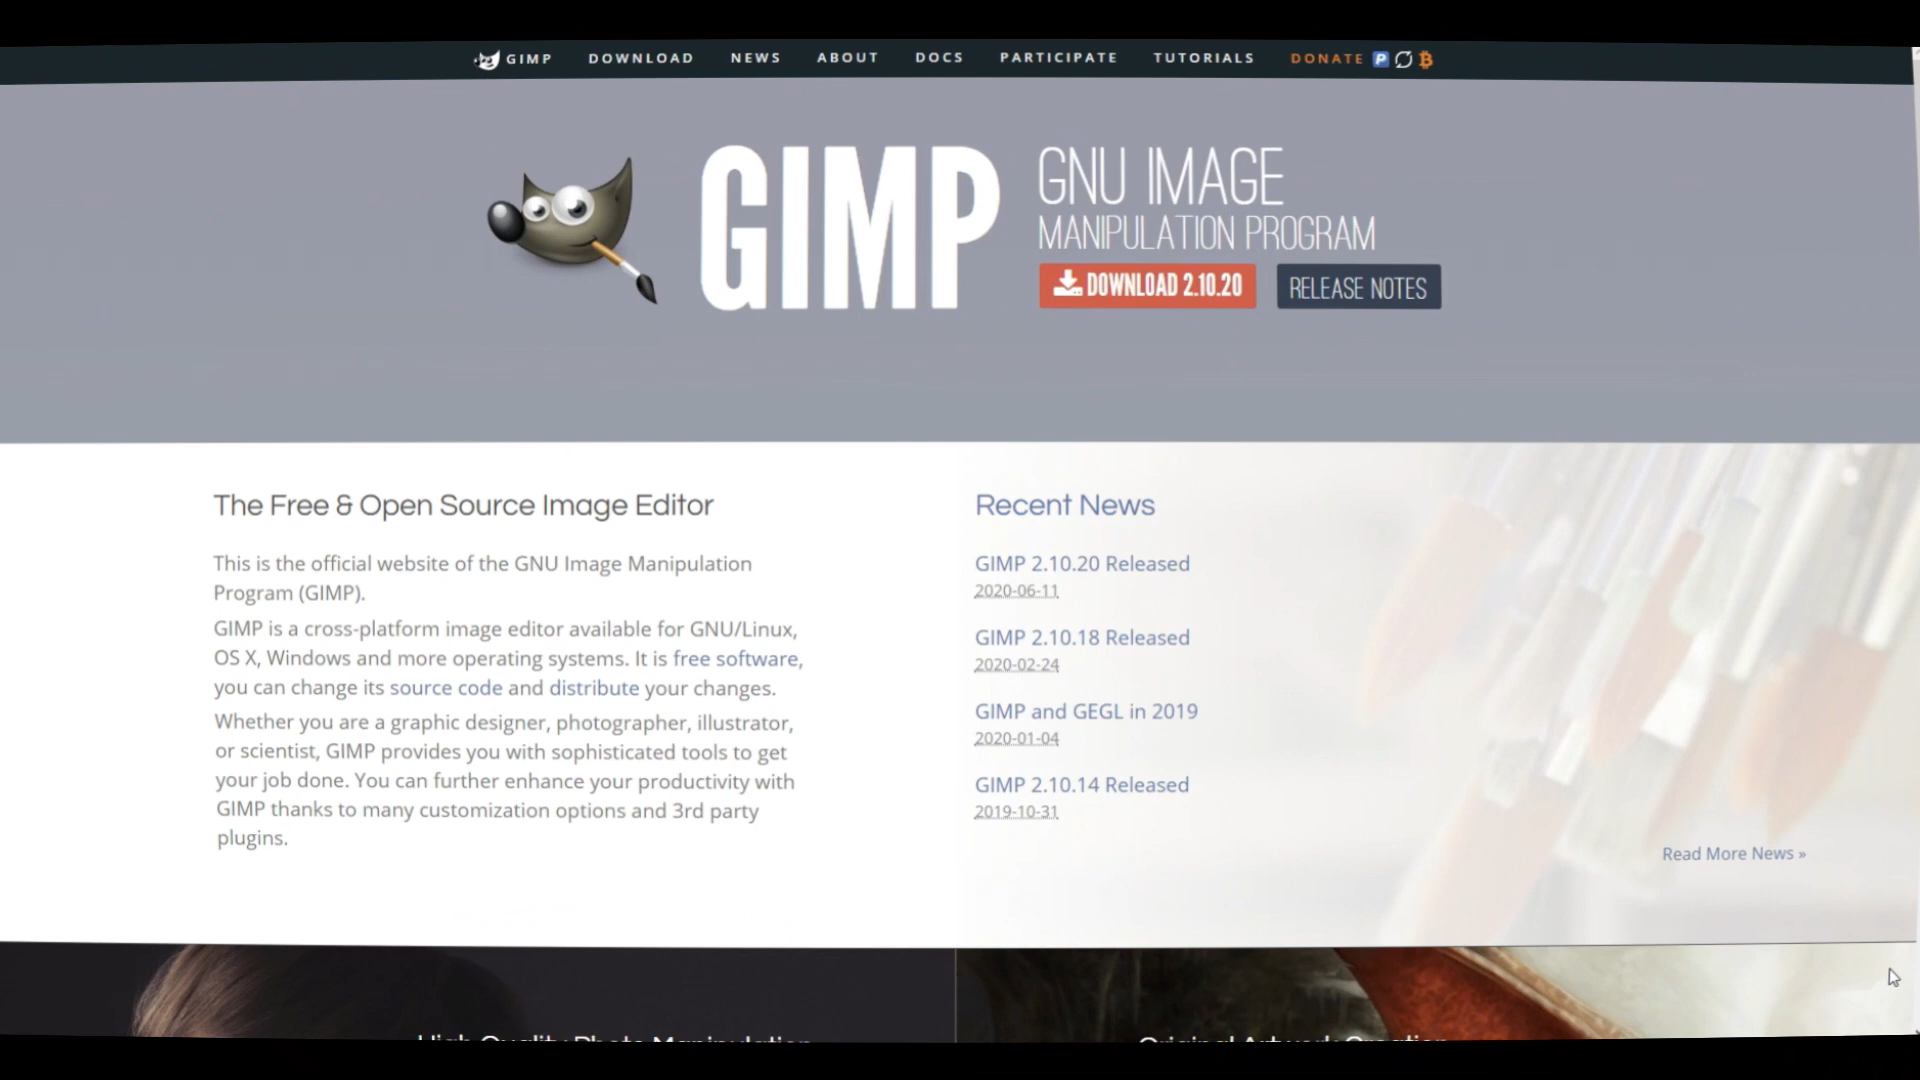 GIMP DOWNLOAD NEWS ABOUT DOCS PARTICIPATE TUTORIALS DONATE
GIMP
GNU IMAGE
MANIPULATION PROGRAM
DOWNLOAD 2.10.20 RELEASE NOTES
The Free & Open Source Image Editor
This is the official website of the GNU Image Manipulation
Program (GIMP).
GIMP is a cross-platform image editor available for GNU/Linux,
OS X, Windows and more operating systems. It is free software,
you can change its source code and distribute your changes.
Whether you are a graphic designer, photographer, illustrator,
or scientist, GIMP provides you with sophisticated tools to get
your job done. You can further enhance your productivity with
GIMP thanks to many customization options and 3rd party
plugins.
Recent News
GIMP 2.10.20 Released
2020-06-11
GIMP 2.10.18 Released
2020-02-24
GIMP and GEGL in 2019
2020-01-04
GIMP 2.10.14 Released
2019-10-31
Read More News »
High Quality Photo Manipulation
Original Artwork Creation